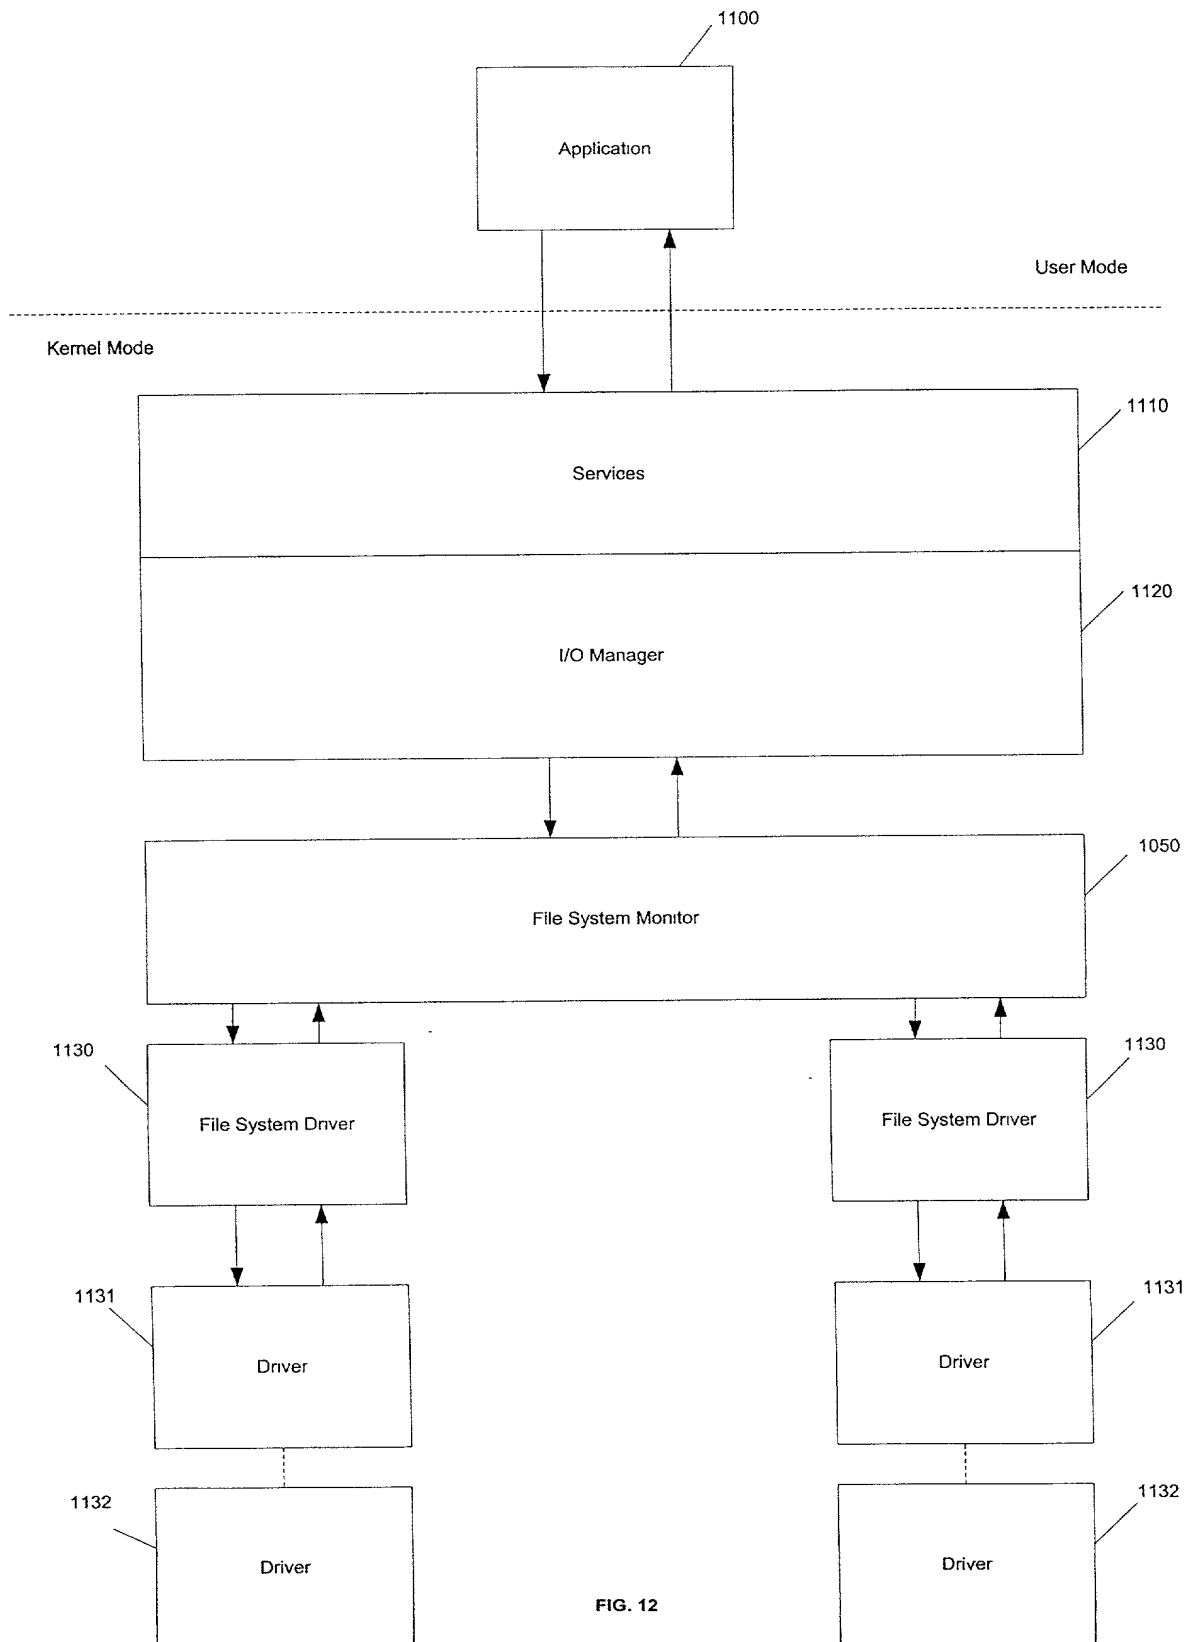 1100
Application
User Mode
Kernel Mode
1110
Services
1120
I/O Manager
1050
File System Monitor
1130
1130
File System Driver
File System Driver
1131
1131
Driver
Driver
1132
1132
Driver
Driver
FIG. 12